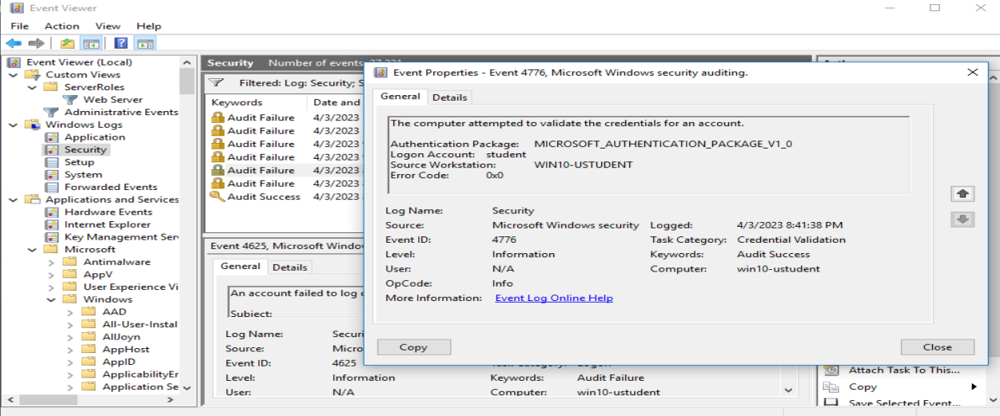 Event Viewer
File Action View Help
Event Viewer (Local)
Custom Views
ServerRoles
Web Server
Administrative Events
Windows Logs
Application
Security
Setup
System
Forwarded Events
Applications and Services
Hardware Events
Internet Explorer
Key Management Ser
Microsoft
Antimalware
AppV
User Experience Vi
Windows
AAD
All-User-Instal
AllJoyn
AppHost
AppID
ApplicabilityEr
Application Se
Security Number of events:
Filtered: Log: Security; S
Keywords Date and
Audit Failure 4/3/2023
Audit Failure 4/3/2023
Audit Failure 4/3/2023
Audit Failure 4/3/2023
Audit Failure 4/3/2023
Audit Failure 4/3/2023
Audit Success 4/3/2023
Event 4625, Microsoft Windo
General Details
An account failed to log
Subject:
Log Name: Securi
Source: Micro
Event ID: 4625
Level: Information Keywords: Audit Failure
User: N/A Computer: win10-ustudent
Event Properties - Event 4776, Microsoft Windows security auditing.
General Details
The computer attempted to validate the credentials for an account.
Authentication Package: MICROSOFT_AUTHENTICATION_PACKAGE_V1_0
Logon Account: student
Source Workstation: WIN10-USTUDENT
Error Code: 0x0
Log Name: Security
Source: Microsoft Windows security Logged: 4/3/2023 8:41:38 PM
Event ID: 4776 Task Category: Credential Validation
Level: Information Keywords: Audit Success
User: N/A Computer: win10-ustudent
OpCode: Info
More Information: Event Log Online Help
Copy Close
Attach Task To This...
Copy
Save Selected Event...